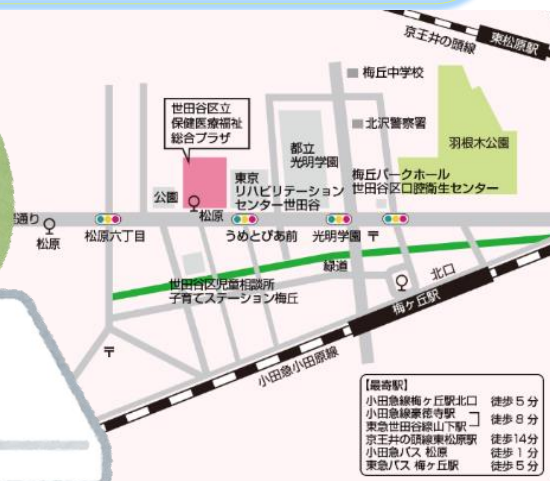 京王井の頭線
東松原駅
梅丘中学校
世田谷区立
保健医療福祉
総合プラザ
北沢警察署
羽根木公園
都立
光明学園
東京
リハビリテーション
センター世田谷
梅丘パークホール
世田谷区口腔衛生センター
公園
松原
通り
松原
松原六丁目
うめとぴあ前
光明学園
緑道
北口
世田谷区児童相談所
子育てステーション梅丘
梅ヶ丘駅
小田急小田原線
【最寄駅】
小田急線梅ヶ丘駅北口 徒歩5分
小田急線豪徳寺駅
東急世田谷線山下駅 徒歩8分
京王井の頭線東松原駅 徒歩14分
小田急バス 松原 徒歩1分
東急バス 梅ヶ丘駅 徒歩5分